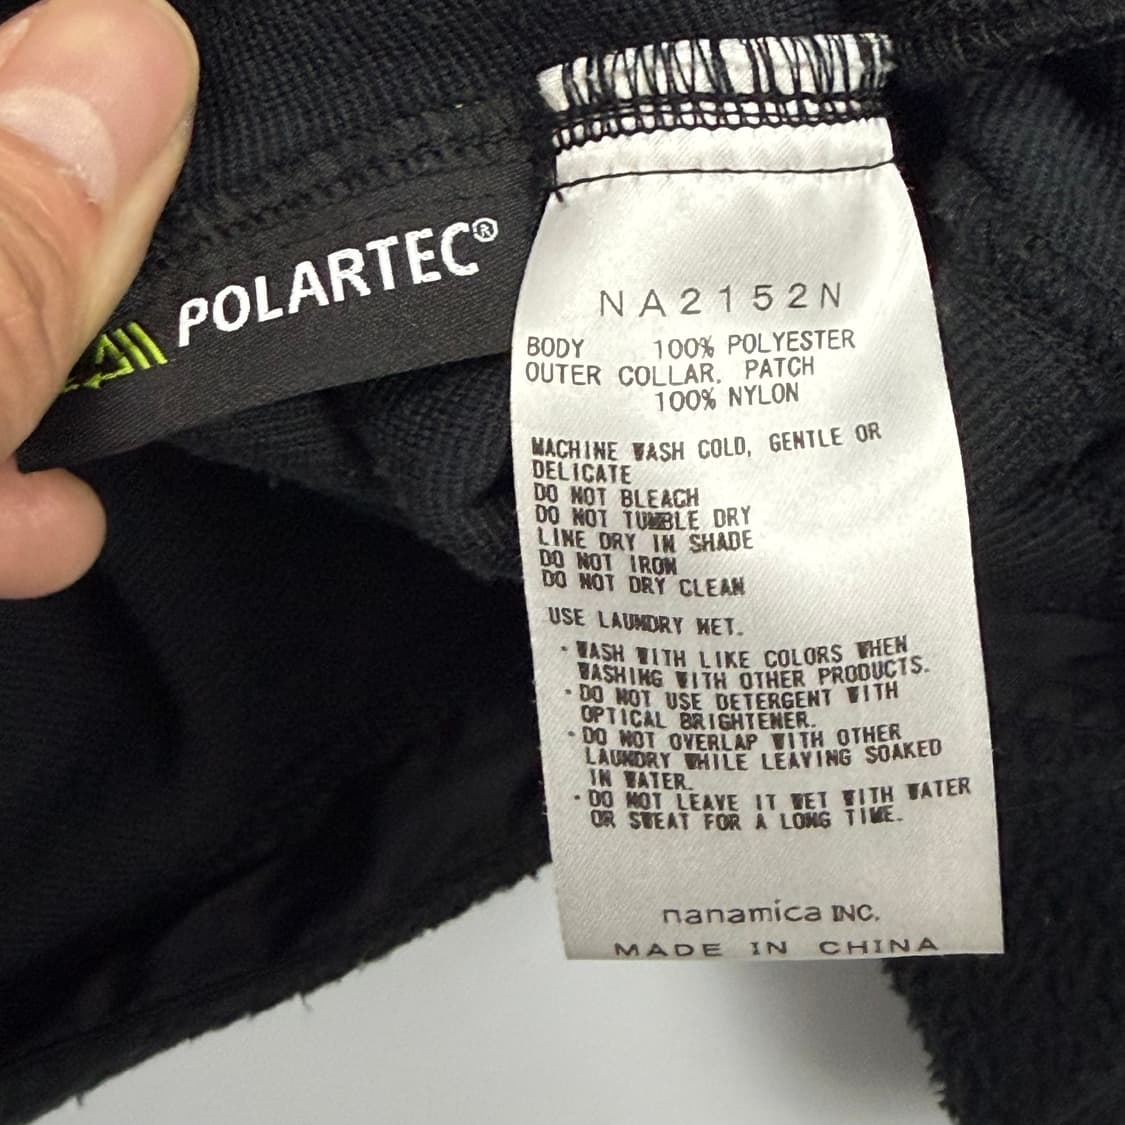 POLARTEC®
NA2152N
BODY 100% POLYESTER
OUTER COLLAR, PATCH
100% NYLON
MACHINE WASH COLD, GENTLE OR
DELICATE
DO NOT BLEACH
DO NOT TUMBLE DRY
LINE DRY IN SHADE
DO NOT IRON
DO NOT DRY CLEAN
USE LAUNDRY NET.
・WASH WITH LIKE COLORS WHEN
WASHING WITH OTHER PRODUCTS.
・DO NOT USE DETERGENT WITH
OPTICAL BRIGHTENER.
・DO NOT OVERLAP WITH OTHER
LAUNDRY WHILE LEAVING SOAKED
IN WATER.
・DO NOT LEAVE IT WET WITH WATER
OR SWEAT FOR A LONG TIME.
nanamica INC.
MADE IN CHINA